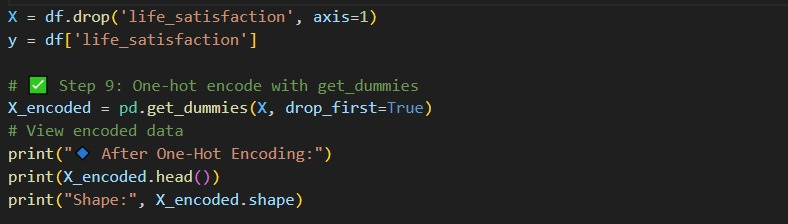 X = df.drop('life_satisfaction', axis=1)
y = df['life_satisfaction']
# ✅ Step 9: One-hot encode with get_dummies
X_encoded = pd.get_dummies(X, drop_first=True)
# View encoded data
print("🔹 After One-Hot Encoding:")
print(X_encoded.head())
print("Shape:", X_encoded.shape)